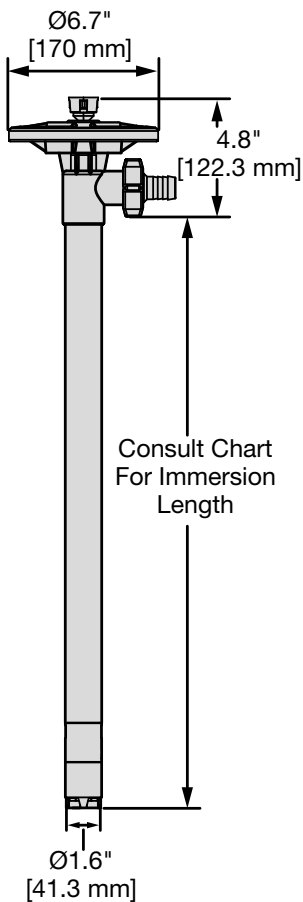 Ø6.7"
[170 mm]
4.8"
[122.3 mm]
Consult Chart
For Immersion
Length
Ø1.6"
[41.3 mm]